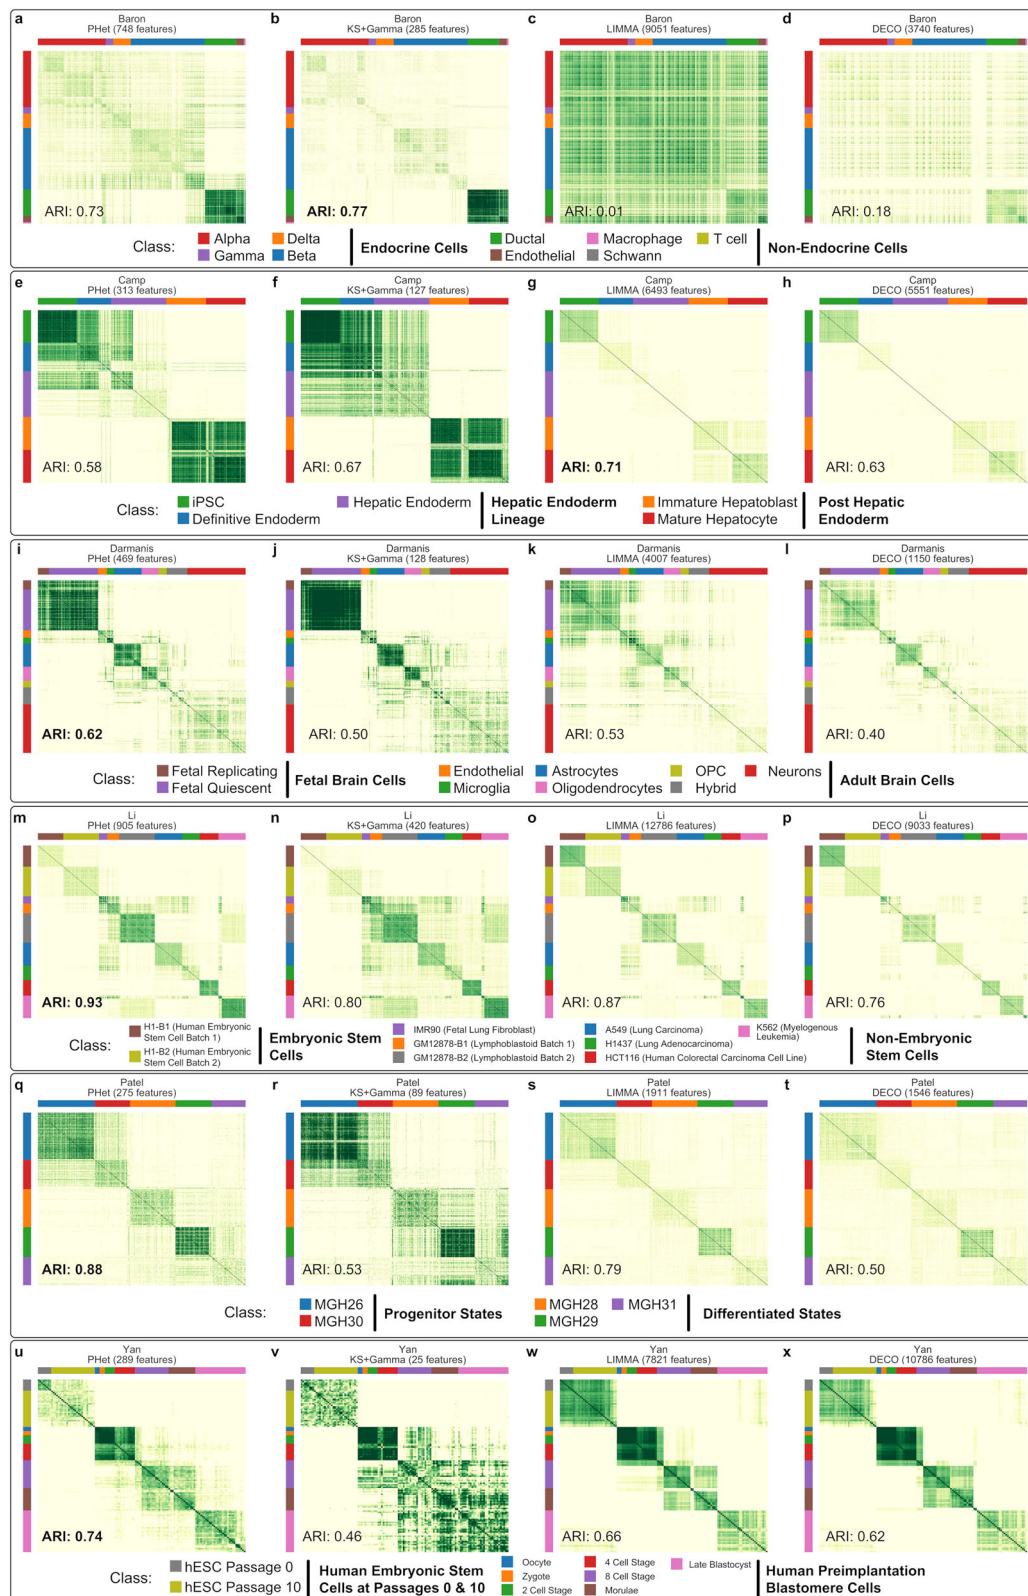 a Baron PHet (748 features)
b Baron KS+Gamma (285 features)
c Baron LIMMA (9051 features)
d Baron DECO (3740 features)
ARI: 0.73
ARI: 0.77
ARI: 0.01
ARI: 0.18
Class:
Alpha
Gamma
Delta
Beta
Endocrine Cells
Ductal
Endothelial
Macrophage
Schwann
T cell
Non-Endocrine Cells
e Camp PHet (313 features)
f Camp KS+Gamma (127 features)
g Camp LIMMA (6493 features)
h Camp DECO (5551 features)
ARI: 0.58
ARI: 0.67
ARI: 0.71
ARI: 0.63
Class:
iPSC
Definitive Endoderm
Hepatic Endoderm
Hepatic Endoderm
Lineage
Immature Hepatoblast
Mature Hepatocyte
Post Hepatic
Endoderm
i Darmanis PHet (469 features)
j Darmanis KS+Gamma (128 features)
k Darmanis LIMMA (4007 features)
l Darmanis DECO (1150 features)
ARI: 0.62
ARI: 0.50
ARI: 0.53
ARI: 0.40
Class:
Fetal Replicating
Fetal Quiescent
Fetal Brain Cells
Endothelial
Microglia
Astrocytes
Oligodendrocytes
OPC
Hybrid
Neurons
Adult Brain Cells
m Li PHet (905 features)
n Li KS+Gamma (420 features)
o Li LIMMA (12786 features)
p Li DECO (9033 features)
ARI: 0.93
ARI: 0.80
ARI: 0.87
ARI: 0.76
Class:
H1-B1 (Human Embryonic
Stem Cell Batch 1)
H1-B2 (Human Embryonic
Stem Cell Batch 2)
Embryonic Stem
Cells
IMR90 (Fetal Lung Fibroblast)
GM12878-B1 (Lymphoblastoid Batch 1)
GM12878-B2 (Lymphoblastoid Batch 2)
A549 (Lung Carcinoma)
H1437 (Lung Adenocarcinoma)
HCT116 (Human Colorectal Carcinoma Cell Line)
K562 (Myelogenous
Leukemia)
Non-Embryonic
Stem Cells
q Patel PHet (275 features)
r Patel KS+Gamma (89 features)
s Patel LIMMA (1911 features)
t Patel DECO (1546 features)
ARI: 0.88
ARI: 0.53
ARI: 0.79
ARI: 0.50
Class:
MGH26
MGH30
Progenitor States
MGH28
MGH29
MGH31
Differentiated States
u Yan PHet (289 features)
v Yan KS+Gamma (25 features)
w Yan LIMMA (7821 features)
x Yan DECO (10786 features)
ARI: 0.74
ARI: 0.46
ARI: 0.66
ARI: 0.62
Class:
hESC Passage 0
hESC Passage 10
Human Embryonic Stem
Cells at Passages 0 & 10
Oocyte
Zygote
2 Cell Stage
4 Cell Stage
8 Cell Stage
Morulae
Late Blastocyst
Human Preimplantation
Blastomere Cells